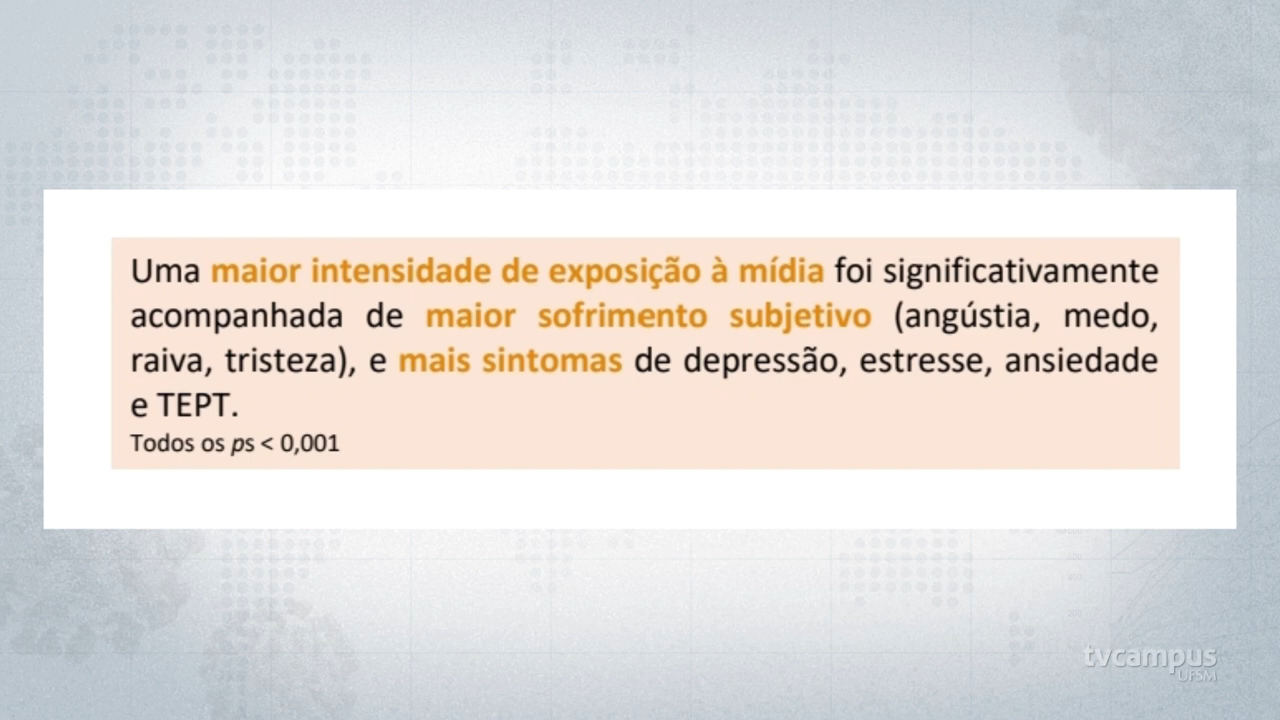 Uma maior intensidade de exposição à mídia foi significativamente
acompanhada de maior sofrimento subjetivo (angústia, medo,
raiva, tristeza), e mais sintomas de depressão, estresse, ansiedade
e TEPT.
Todos os ps < 0,001
tvcampus
UFSM